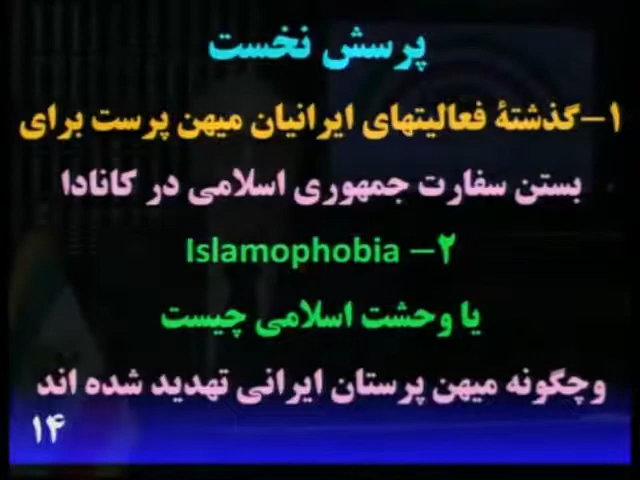 پرسش نخست
۱-گذشتۀ فعالیتهای ایرانیان میهن پرست برای
بستن سفارت جمهوری اسلامی در کانادا
۲- Islamophobia
یا وحشت اسلامی چیست
وچگونه میهن پرستان ایرانی تهدید شده اند
۱۴